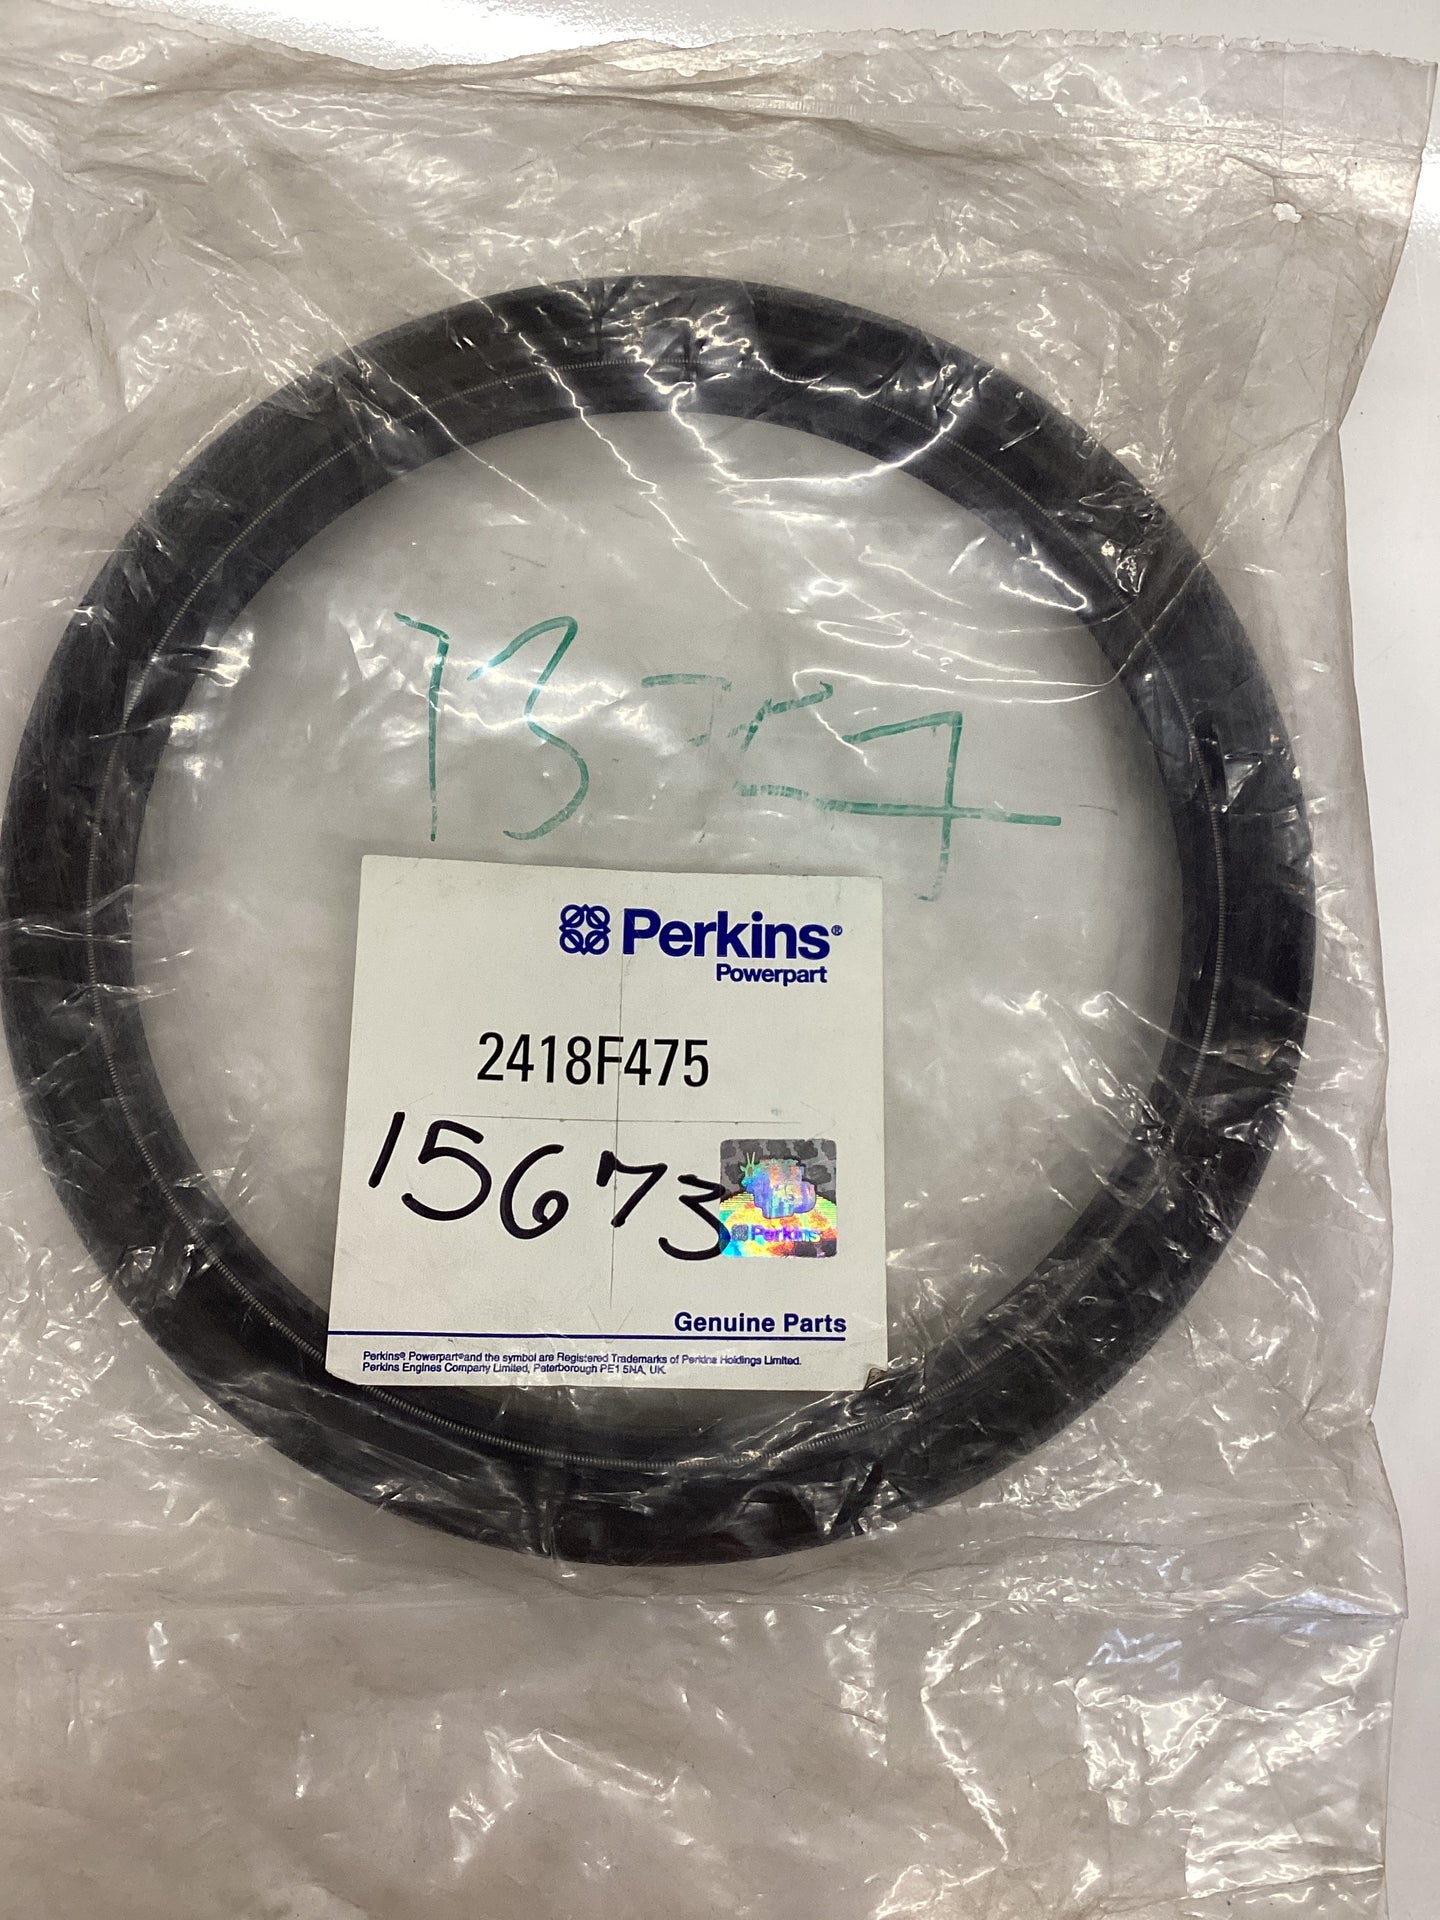 Perkins®
Powerpart
2418F475
15673
Perkins
Genuine Parts
Perkins® Powerpart® and the symbol are Registered Trademarks of Perkins Holdings Limited.
Perkins Engines Company Limited, Peterborough PE1 5NA, UK.